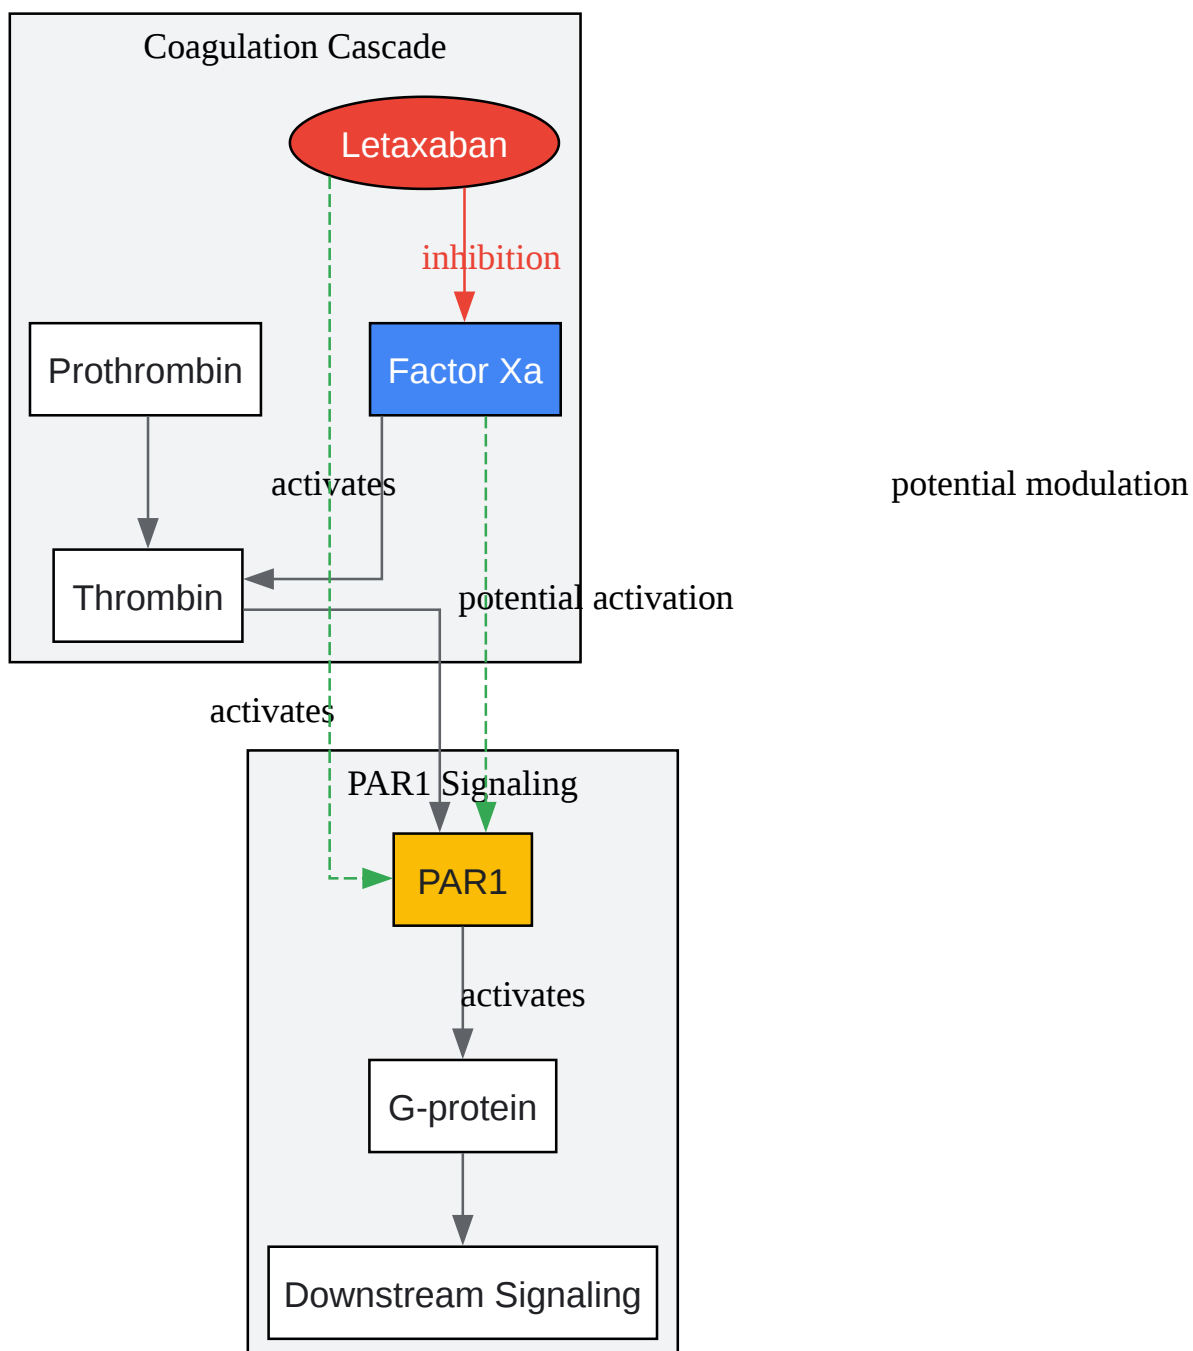 Coagulation Cascade
Letaxaban
inhibition
Prothrombin
Factor Xa
activates
potential modulation
Thrombin
potential activation
activates
PAR1 Signaling
PAR1
activates
G-protein
Downstream Signaling